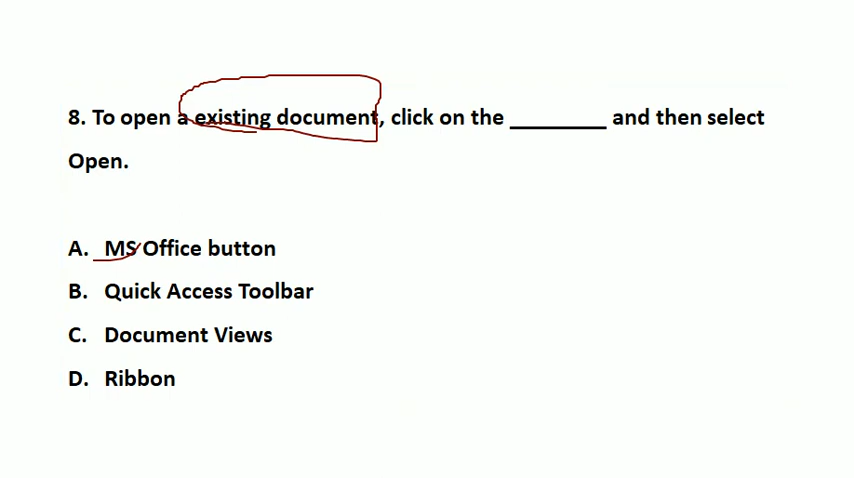 8. To open a existing document, click on the ________ and then select
Open.
A. MS Office button
B. Quick Access Toolbar
C. Document Views
D. Ribbon